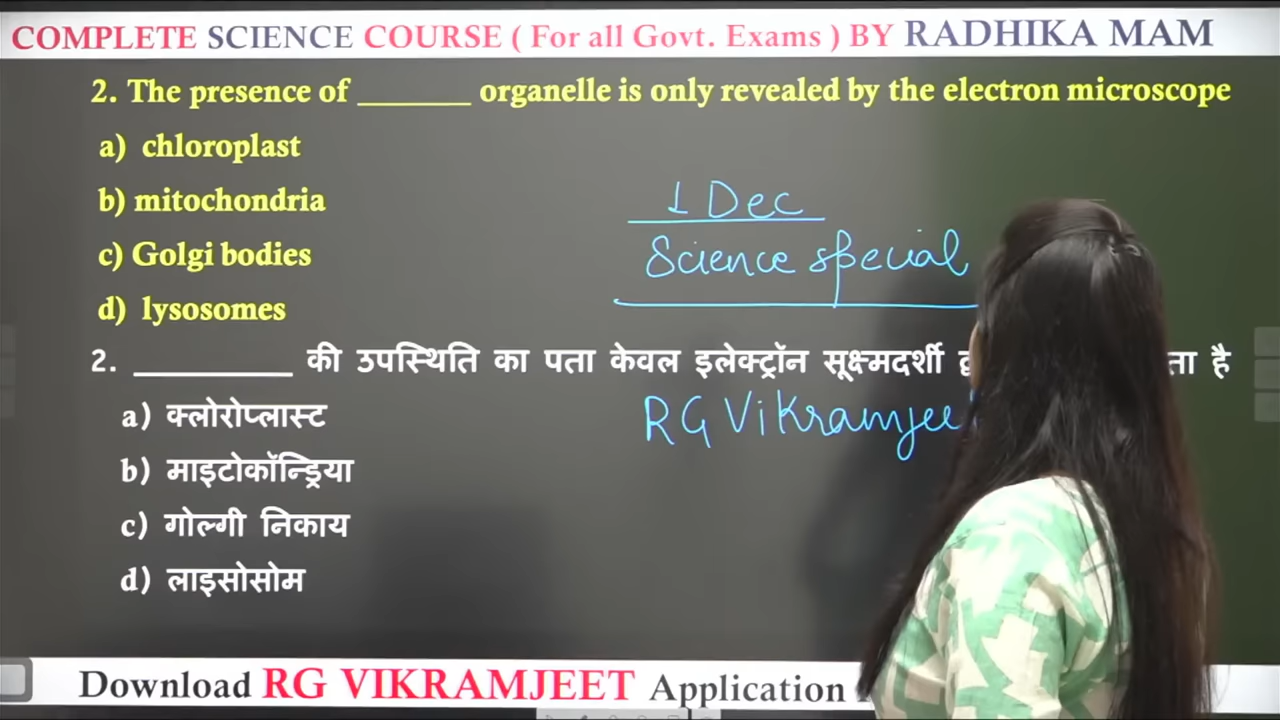 COMPLETE SCIENCE COURSE ( For all Govt. Exams ) BY RADHIKA MAM
2. The presence of _______ organelle is only revealed by the electron microscope
a) chloroplast
b) mitochondria
c) Golgi bodies
d) lysosomes
1 Dec
Science special
2. __________ की उपस्थिति का पता केवल इलेक्ट्रॉन सूक्ष्मदर्शी है
a) क्लोरोप्लास्ट
b) माइटोकॉन्ड्रिया
c) गोल्गी निकाय
d) लाइसोसोम
RG Vikramjee
Download RG VIKRAMJEET Application